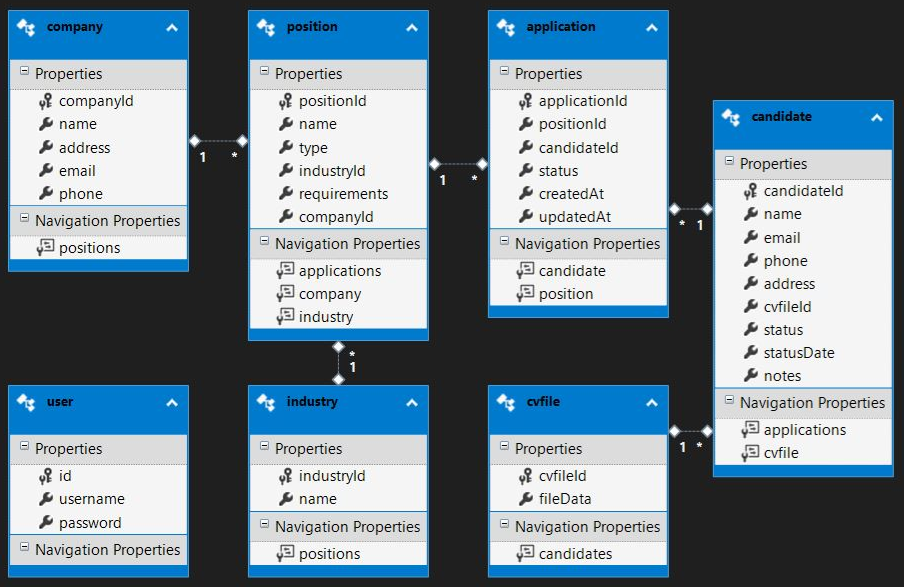 company
Properties
companyId
name
address
email
phone
Navigation Properties
positions
1
*
position
Properties
positionId
name
type
industryId
requirements
companyId
Navigation Properties
applications
company
industry
1
*
application
Properties
applicationId
positionId
candidateId
status
createdAt
updatedAt
Navigation Properties
candidate
position
*
1
candidate
Properties
candidateId
name
email
phone
address
cvfileId
status
statusDate
notes
Navigation Properties
applications
cvfile
*
1
user
Properties
id
username
password
Navigation Properties
industry
Properties
industryId
name
Navigation Properties
positions
cvfile
Properties
cvfileId
fileData
Navigation Properties
candidates
1
*